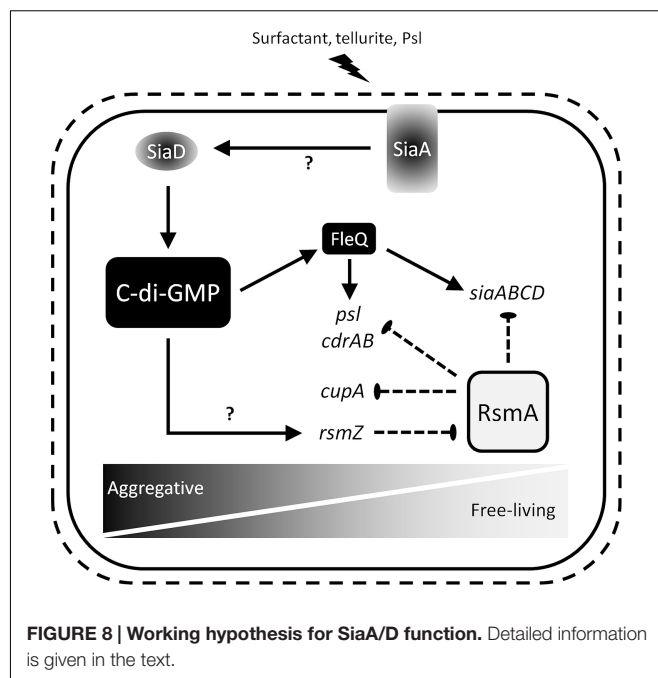 Surfactant, tellurite, Psl
SiaD
?
SiaA
FleQ
C-di-GMP
siaABCD
psl
cdrAB
cupA
RsmA
?
rsmZ
Aggregative
Free-living
FIGURE 8 | Working hypothesis for SiaA/D function. Detailed information
is given in the text.